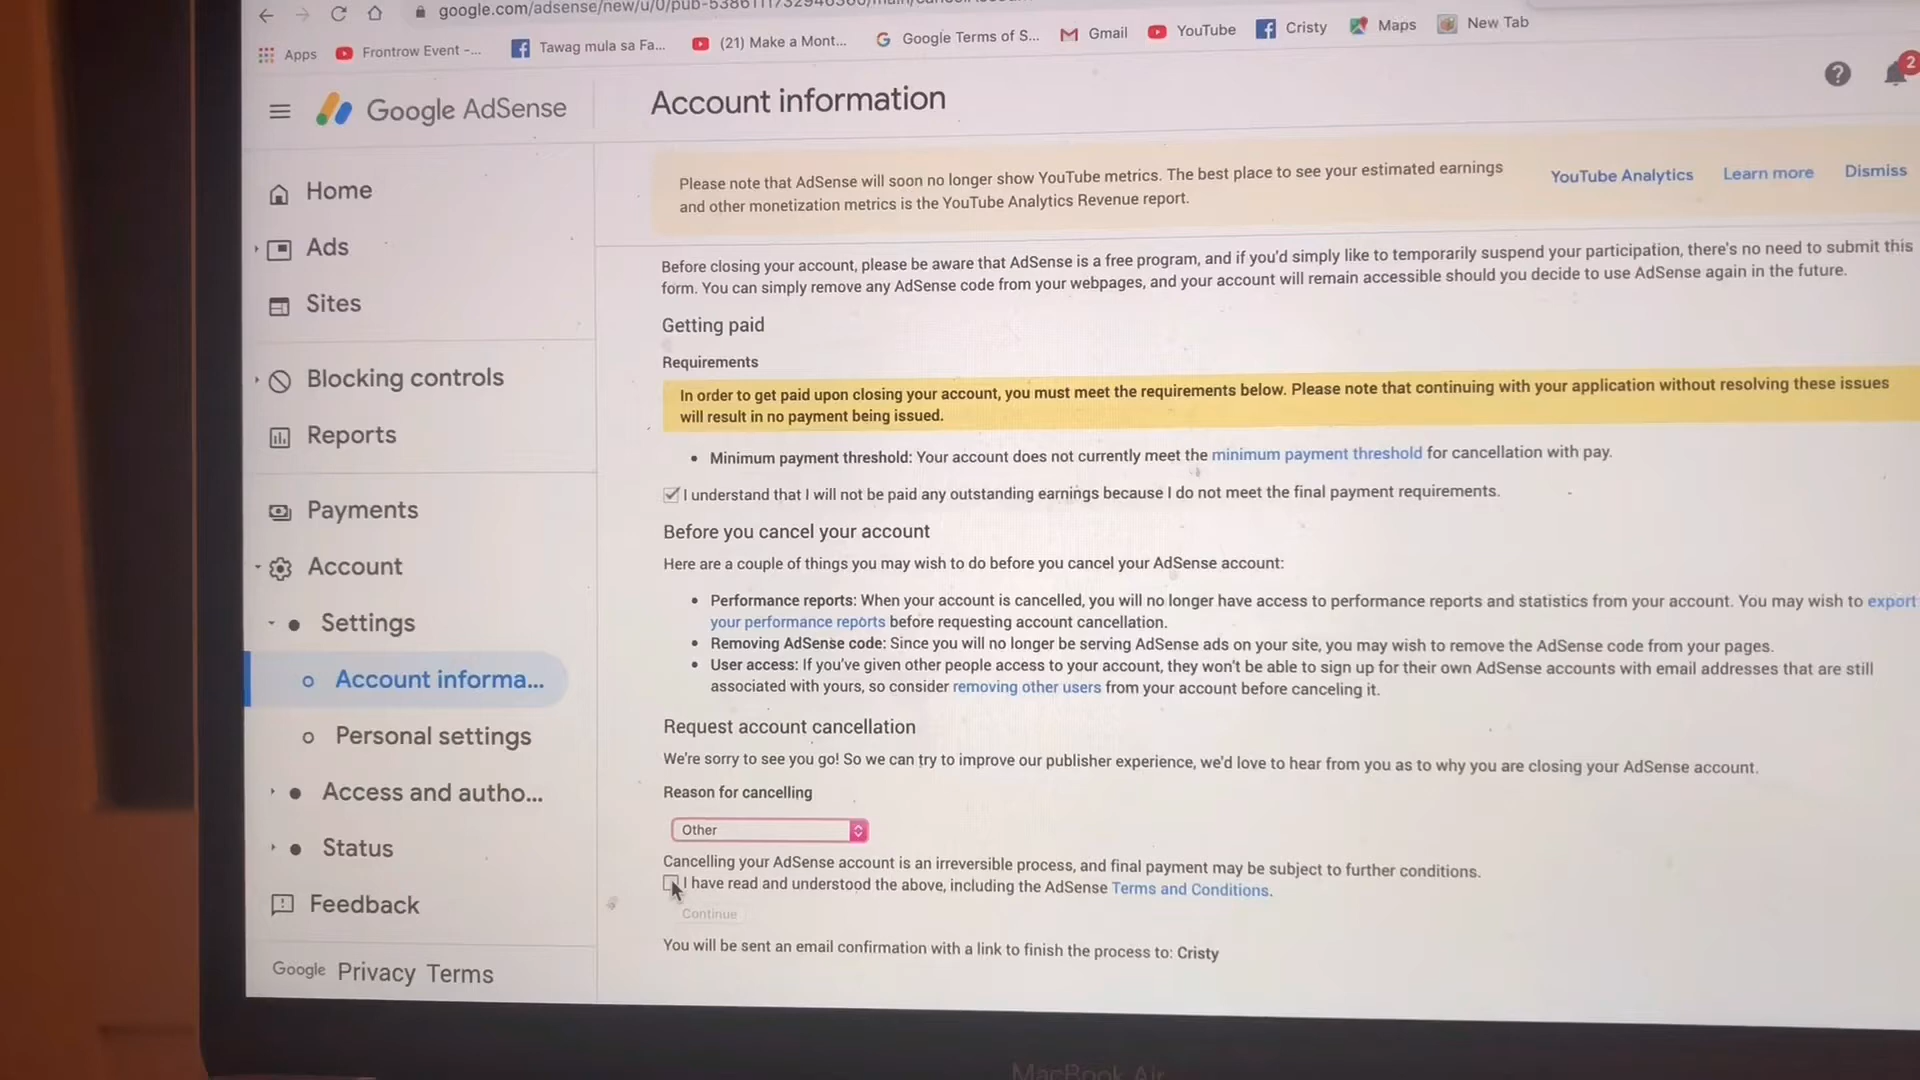 google.com/adsense/new/u/0/
Apps
Frontrow Event -...
Tawag mula sa Fa...
(21) Make a Mont...
Google Terms of S...
Gmail
YouTube
Cristy
Maps
New Tab
Google AdSense
Account information
2
Home
Ads
Sites
Blocking controls
Reports
Payments
Account
Settings
Account informa...
Personal settings
Access and autho...
Status
Feedback
Google Privacy Terms
Please note that AdSense will soon no longer show YouTube metrics. The best place to see your estimated earnings
and other monetization metrics is the YouTube Analytics Revenue report.
YouTube Analytics Learn more Dismiss
Before closing your account, please be aware that AdSense is a free program, and if you'd simply like to temporarily suspend your participation, there's no need to submit this
form. You can simply remove any AdSense code from your webpages, and your account will remain accessible should you decide to use AdSense again in the future.
Getting paid
Requirements
In order to get paid upon closing your account, you must meet the requirements below. Please note that continuing with your application without resolving these issues
will result in no payment being issued.
• Minimum payment threshold: Your account does not currently meet the minimum payment threshold for cancellation with pay.
I understand that I will not be paid any outstanding earnings because I do not meet the final payment requirements.
Before you cancel your account
Here are a couple of things you may wish to do before you cancel your AdSense account:
• Performance reports: When your account is cancelled, you will no longer have access to performance reports and statistics from your account. You may wish to export
your performance reports before requesting account cancellation.
• Removing AdSense code: Since you will no longer be serving AdSense ads on your site, you may wish to remove the AdSense code from your pages.
• User access: If you've given other people access to your account, they won't be able to sign up for their own AdSense accounts with email addresses that are still
associated with yours, so consider removing other users from your account before canceling it.
Request account cancellation
We're sorry to see you go! So we can try to improve our publisher experience, we'd love to hear from you as to why you are closing your AdSense account.
Reason for cancelling
Other
Cancelling your AdSense account is an irreversible process, and final payment may be subject to further conditions.
I have read and understood the above, including the AdSense Terms and Conditions.
Continue
You will be sent an email confirmation with a link to finish the process to: Cristy
MacBook Air